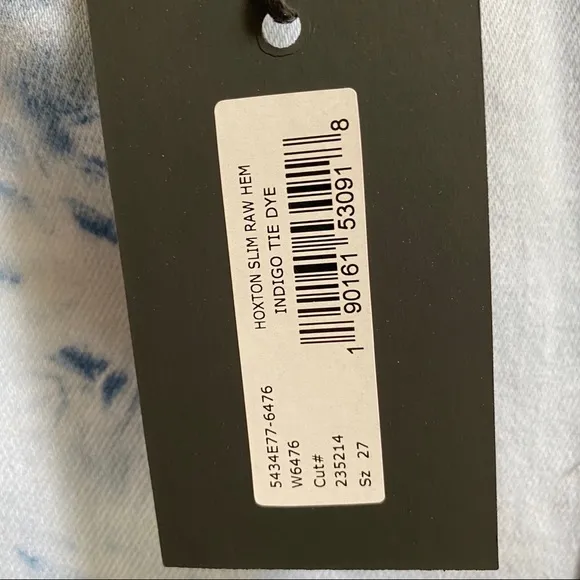 HOXTON SLIM RAW HEM
INDIGO TIE DYE
1 90161 53091 8
5434E77-6476
W6476
Cut#
235214
Sz 27